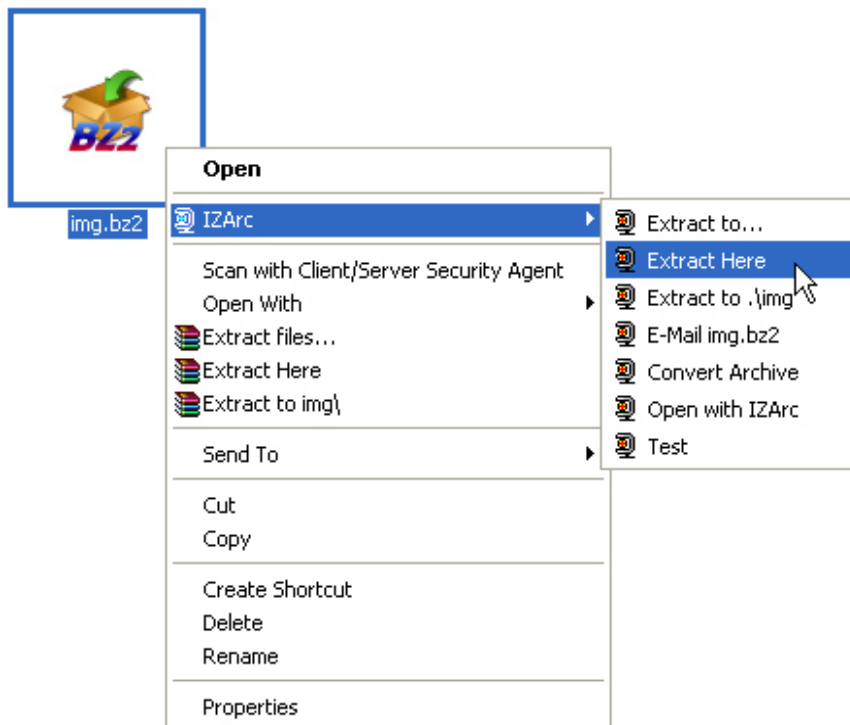 BZ2
img.bz2
Open
IZArc
Scan with Client/Server Security Agent
Open With
Extract files...
Extract Here
Extract to img\
Send To
Cut
Copy
Create Shortcut
Delete
Rename
Properties
Extract to...
Extract Here
Extract to .\img
E-Mail img.bz2
Convert Archive
Open with IZArc
Test